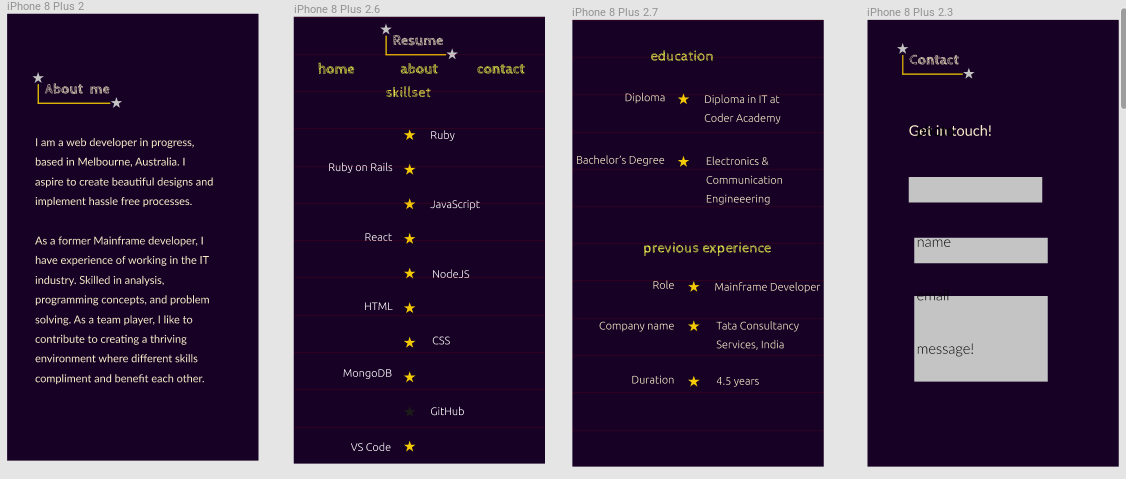 iPhone 8 Plus 2
About me
I am a web developer in progress,
based in Melbourne, Australia. I
aspire to create beautiful designs and
implement hassle free processes.
As a former Mainframe developer, I
have experience of working in the IT
industry. Skilled in analysis,
programming concepts, and problem
solving. As a team player, I like to
contribute to creating a thriving
environment where different skills
compliment and benefit each other.
iPhone 8 Plus 2.6
Resume
home about contact
skillset
Ruby
Ruby on Rails
JavaScript
React
NodeJS
HTML
CSS
MongoDB
GitHub
VS Code
iPhone 8 Plus 2.7
education
Diploma Diploma in IT at
Coder Academy
Bachelor's Degree Electronics &
Communication
Engineeering
previous experience
Role Mainframe Developer
Company name Tata Consultancy
Services, India
Duration 4.5 years
iPhone 8 Plus 2.3
Contact
Get in touch!
name
email
message!